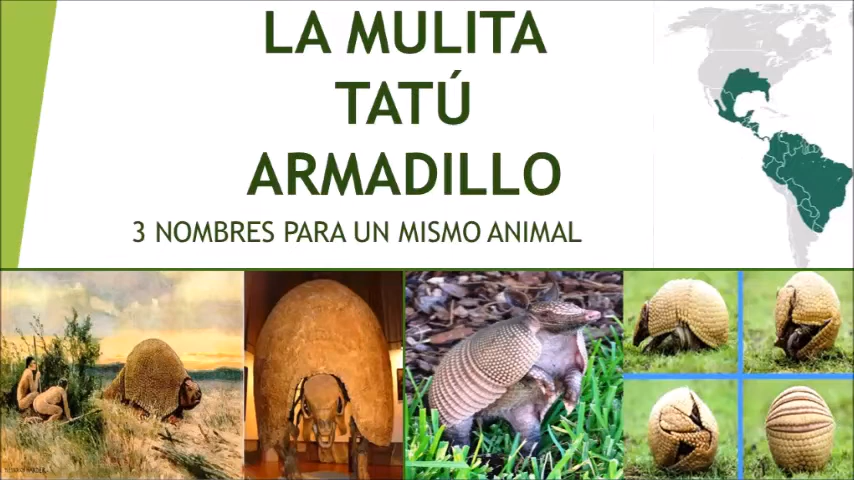 LA MULITA
TATÚ
ARMADILLO
3 NOMBRES PARA UN MISMO ANIMAL